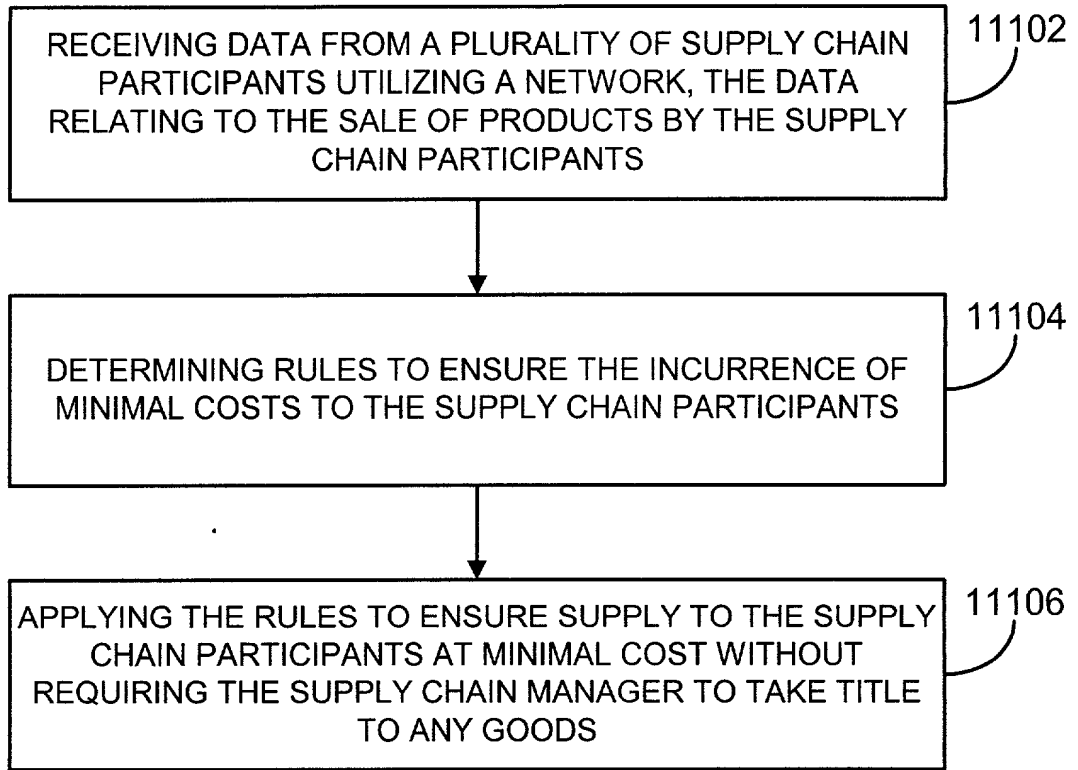 RECEIVING DATA FROM A PLURALITY OF SUPPLY CHAIN
PARTICIPANTS UTILIZING A NETWORK, THE DATA
RELATING TO THE SALE OF PRODUCTS BY THE SUPPLY
CHAIN PARTICIPANTS
11102
DETERMINING RULES TO ENSURE THE INCURRENCE OF
MINIMAL COSTS TO THE SUPPLY CHAIN PARTICIPANTS
11104
APPLYING THE RULES TO ENSURE SUPPLY TO THE SUPPLY
CHAIN PARTICIPANTS AT MINIMAL COST WITHOUT
REQUIRING THE SUPPLY CHAIN MANAGER TO TAKE TITLE
TO ANY GOODS
11106